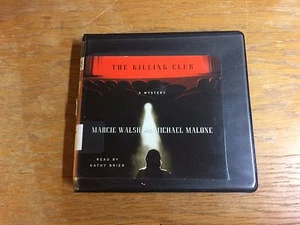 THE KILLING CLUB
A MYSTERY
MARCIE WALSH MICHAEL MALONE
READ BY
KATHY BRIER